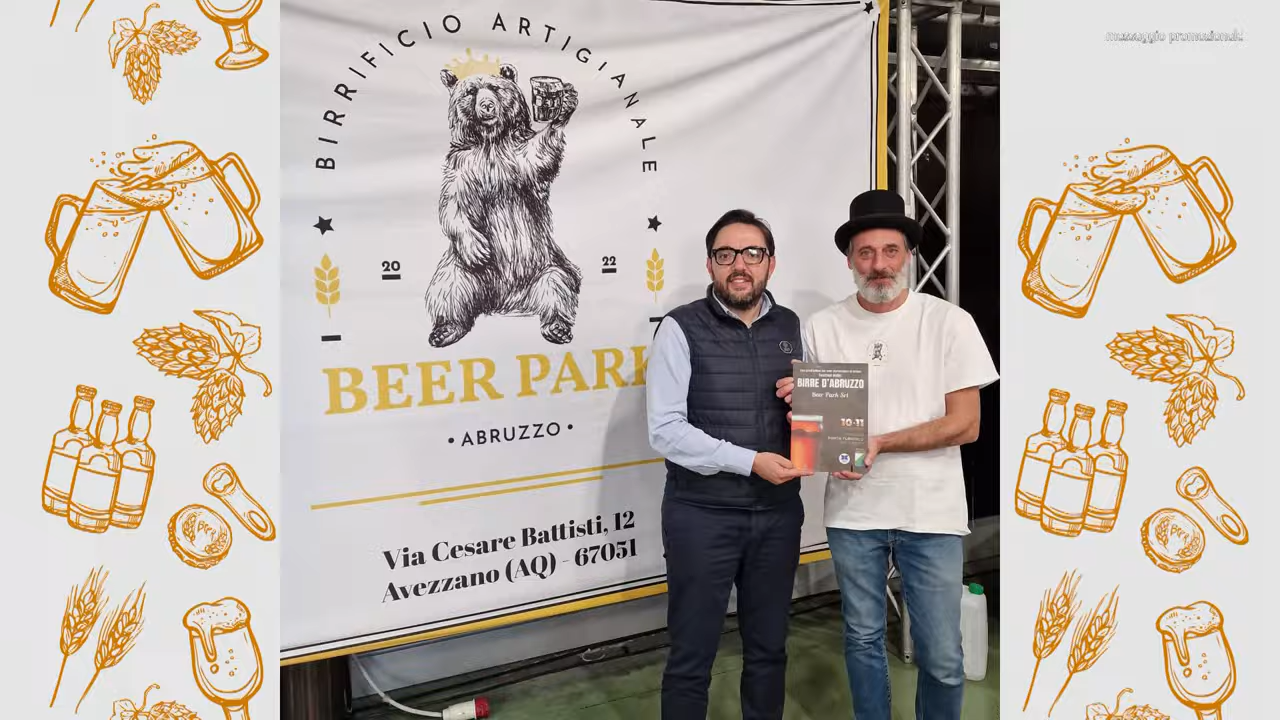 messaggio promozionale
BIRRIFICIO ARTIGIANALE
20 22
BEER PARK
• ABRUZZO •
Via Cesare Battisti, 12
Avezzano (AQ) - 67051
BIRRE D'ABRUZZO
Beer Park Srl
10-11